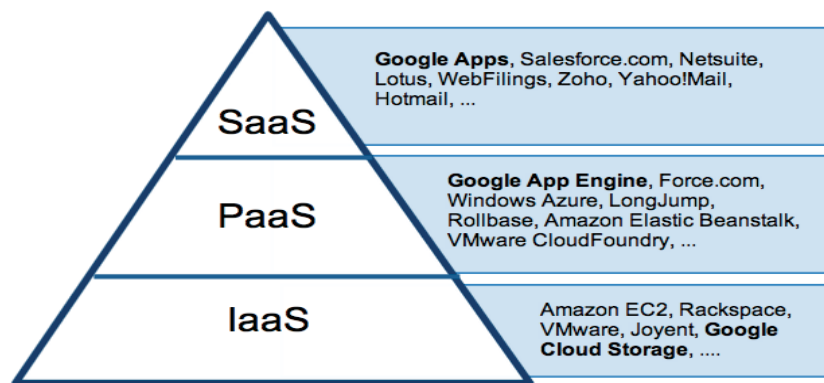 SaaS
Google Apps, Salesforce.com, Netsuite,
Lotus, WebFilings, Zoho, Yahoo!Mail,
Hotmail, ...
PaaS
Google App Engine, Force.com,
Windows Azure, LongJump,
Rollbase, Amazon Elastic Beanstalk,
VMware CloudFoundry, ...
IaaS
Amazon EC2, Rackspace,
VMware, Joyent, Google
Cloud Storage, ....